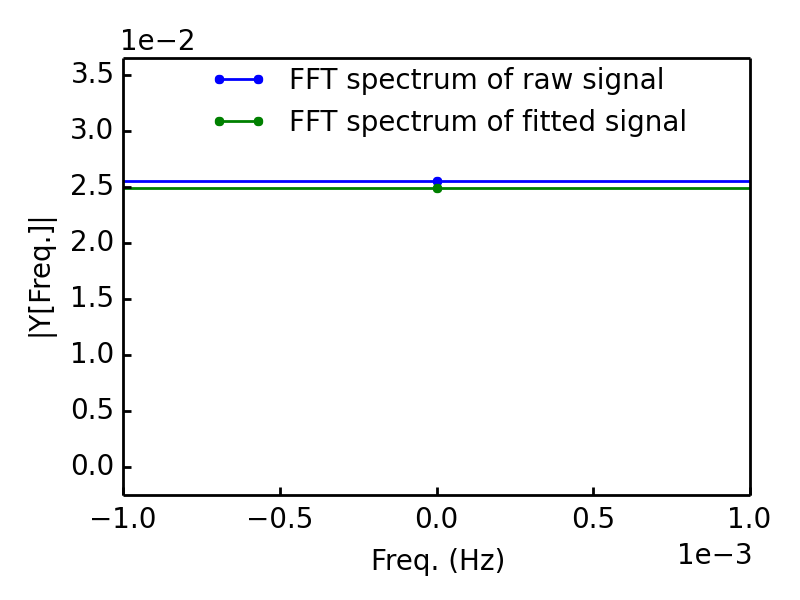 1e−2
3.5
3.0
2.5
2.0
1.5
1.0
0.5
0.0
|Y[Freq.]|
FFT spectrum of raw signal
FFT spectrum of fitted signal
−1.0
−0.5
0.0
0.5
1.0
1e−3
Freq. (Hz)